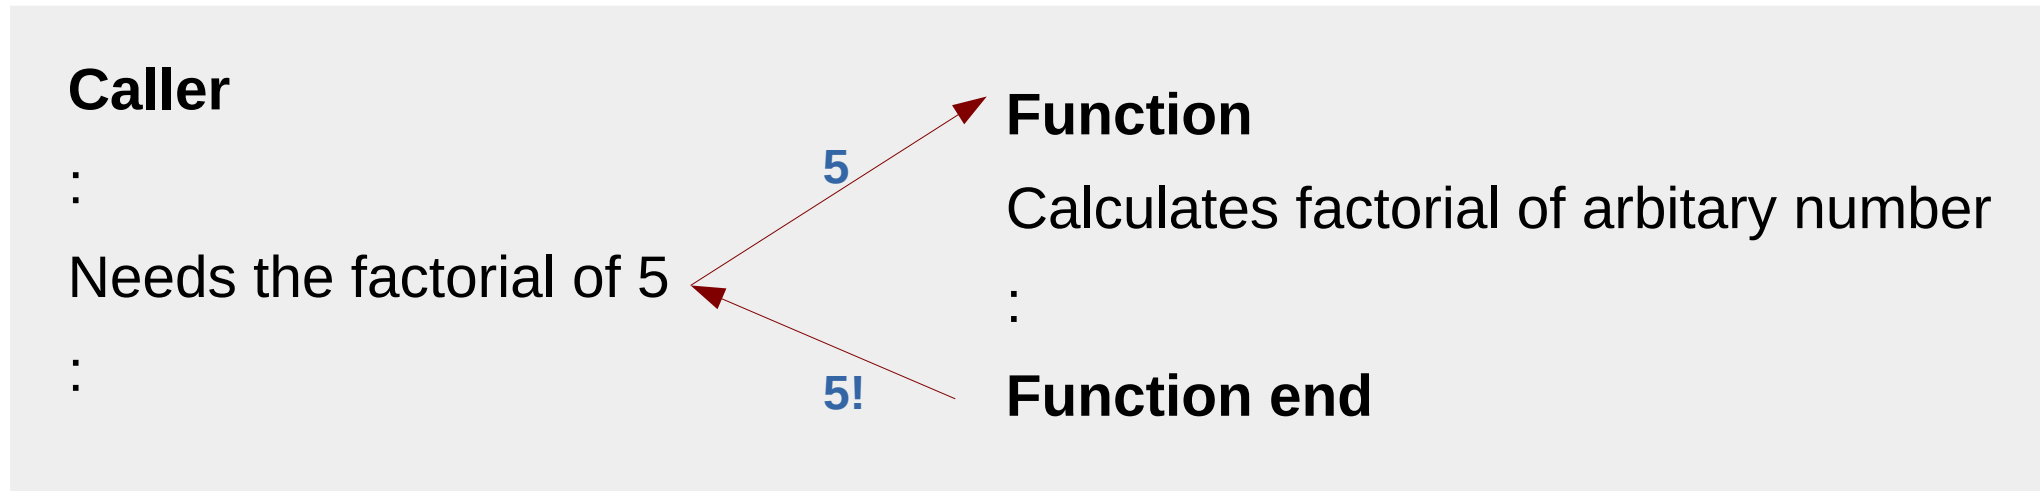 Caller
:
Needs the factorial of 5
:
5
5!
Function
Calculates factorial of arbitary number
:
Function end